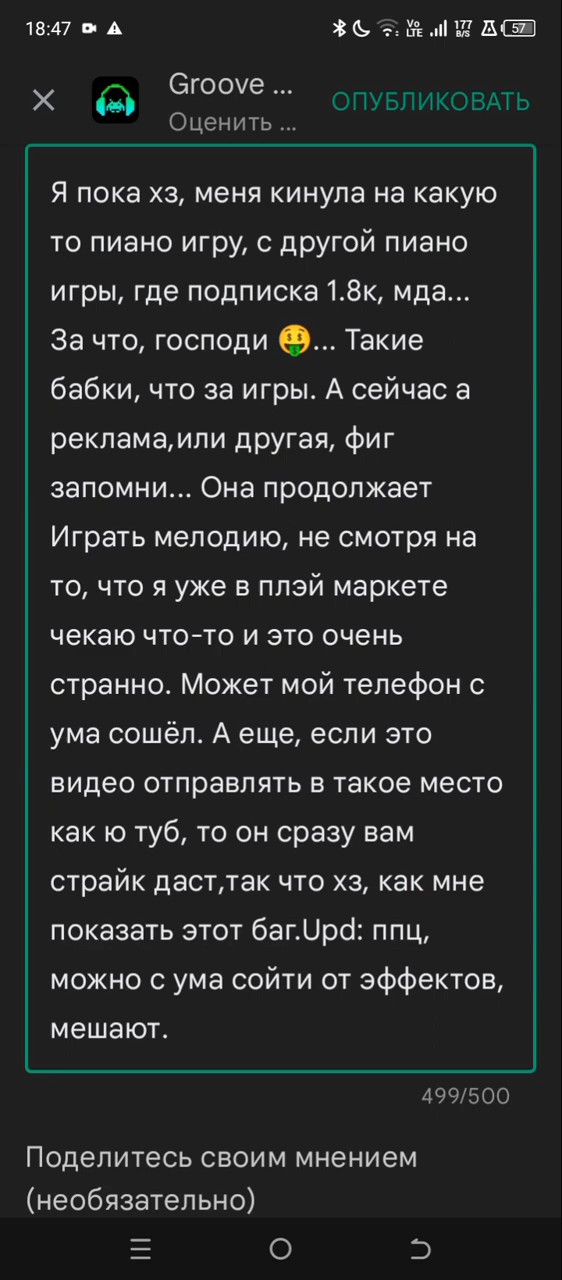 18:47 Vo LTE 177 B/S 57
Groove ...
Оценить ...
ОПУБЛИКОВАТЬ
Я пока хз, меня кинула на какую
то пиано игру, с другой пиано
игры, где подписка 1.8к, мда...
За что, господи 🤑... Такие
бабки, что за игры. А сейчас а
реклама,или другая, фиг
запомни... Она продолжает
Играть мелодию, не смотря на
то, что я уже в плэй маркете
чекаю что-то и это очень
странно. Может мой телефон с
ума сошёл. А еще, если это
видео отправлять в такое место
как ю туб, то он сразу вам
страйк даст,так что хз, как мне
показать этот баг.Upd: ппц,
можно с ума сойти от эффектов,
мешают.
499/500
Поделитесь своим мнением
(необязательно)